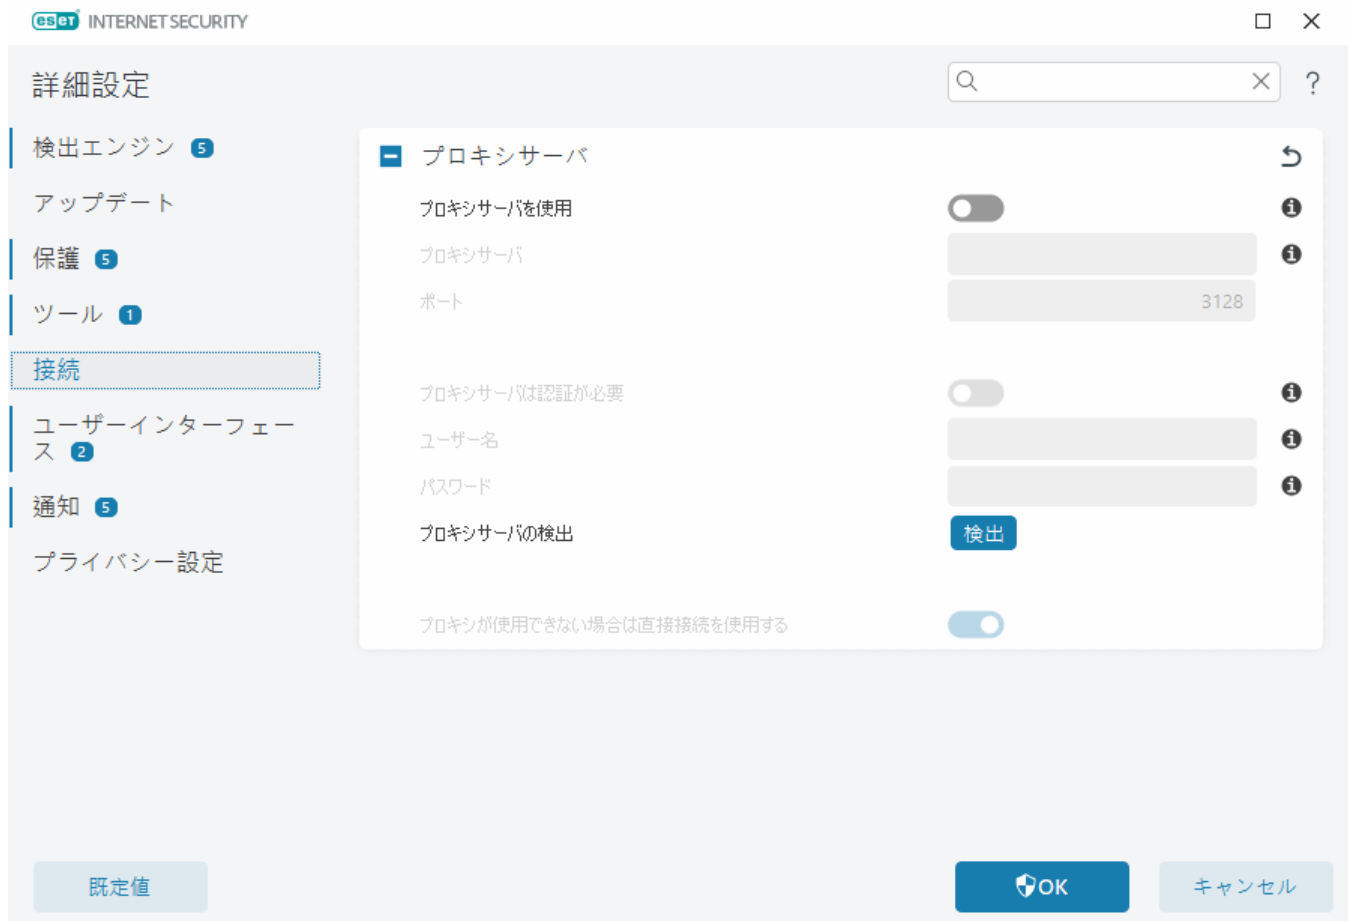 eset INTERNET SECURITY
詳細設定
?
検出エンジン 5
アップデート
保護 5
ツール 1
接続
ユーザーインターフェー
ス 2
通知 5
プライバシー設定
プロキシサーバ
プロキシサーバを使用
プロキシサーバ
ポート 3128
プロキシサーバは認証が必要
ユーザー名
パスワード
プロキシサーバの検出 検出
プロキシが使用できない場合は直接接続を使用する
既定値 OK キャンセル